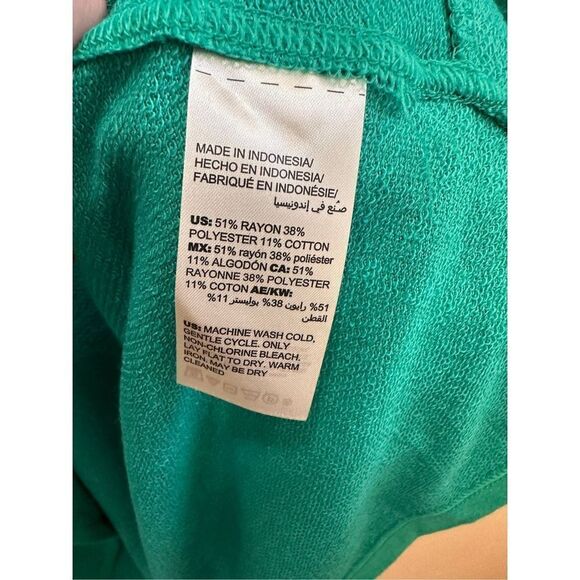 MADE IN INDONESIA/
HECHO EN INDONESIA/
FABRIQUÉ EN INDONÉSIE/
صُنع في إندونيسيا
US: 51% RAYON 38%
POLYESTER 11% COTTON
MX: 51% rayón 38% poliéster
11% ALGODÓN CA: 51%
RAYONNE 38% POLYESTER
11% COTON AE/KW:
51% رايون 38% بوليستر 11%
القطن
US: MACHINE WASH COLD,
GENTLE CYCLE. ONLY
NON-CHLORINE BLEACH.
LAY FLAT TO DRY. WARM
IRON. MAY BE DRY
CLEANED